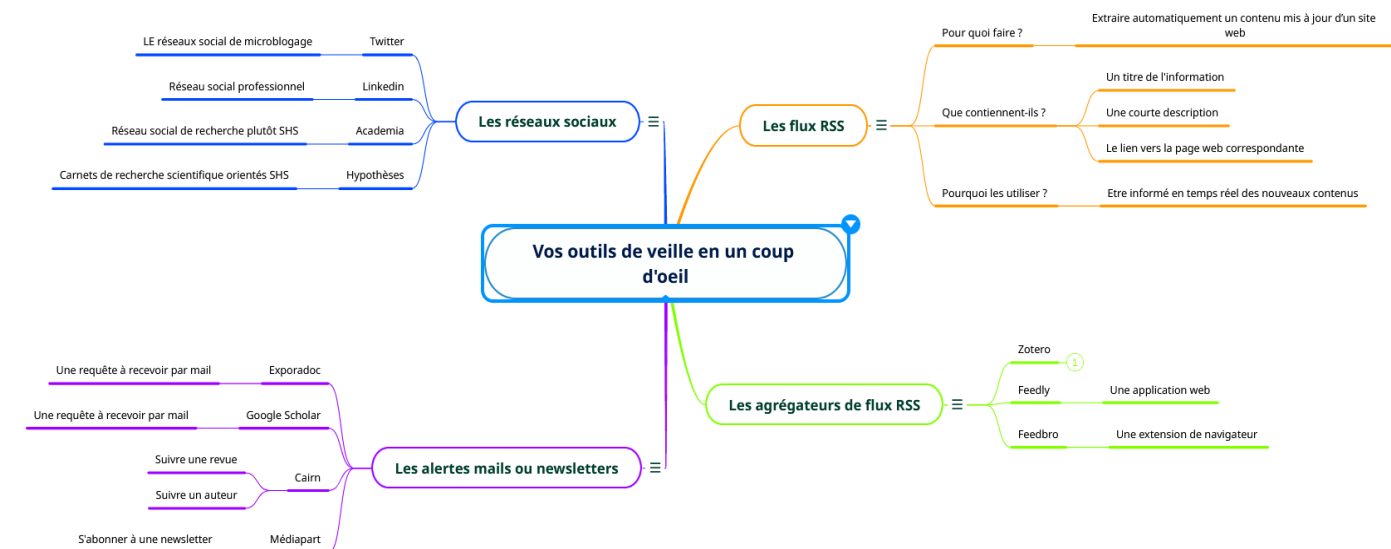 Vos outils de veille en un coup
d'oeil
Les réseaux sociaux
Twitter
LE réseaux social de microblogage
Linkedin
Réseau social professionnel
Academia
Réseau social de recherche plutôt SHS
Hypothèses
Carnets de recherche scientifique orientés SHS
Les flux RSS
Pour quoi faire ?
Extraire automatiquement un contenu mis à jour d’un site
web
Que contiennent-ils ?
Un titre de l'information
Une courte description
Le lien vers la page web correspondante
Pourquoi les utiliser ?
Etre informé en temps réel des nouveaux contenus
Les agrégateurs de flux RSS
Zotero
1
Feedly
Une application web
Feedbro
Une extension de navigateur
Les alertes mails ou newsletters
Exporadoc
Une requête à recevoir par mail
Google Scholar
Une requête à recevoir par mail
Cairn
Suivre une revue
Suivre un auteur
Médiapart
S'abonner à une newsletter